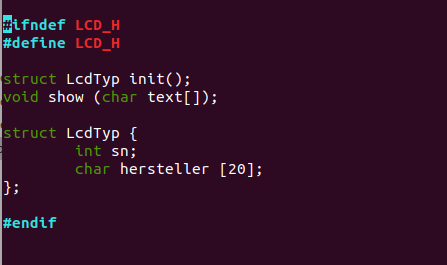 #ifndef LCD_H
#define LCD_H
struct LcdTyp init();
void show (char text[]);
struct LcdTyp {
int sn;
char hersteller [20];
};
#endif